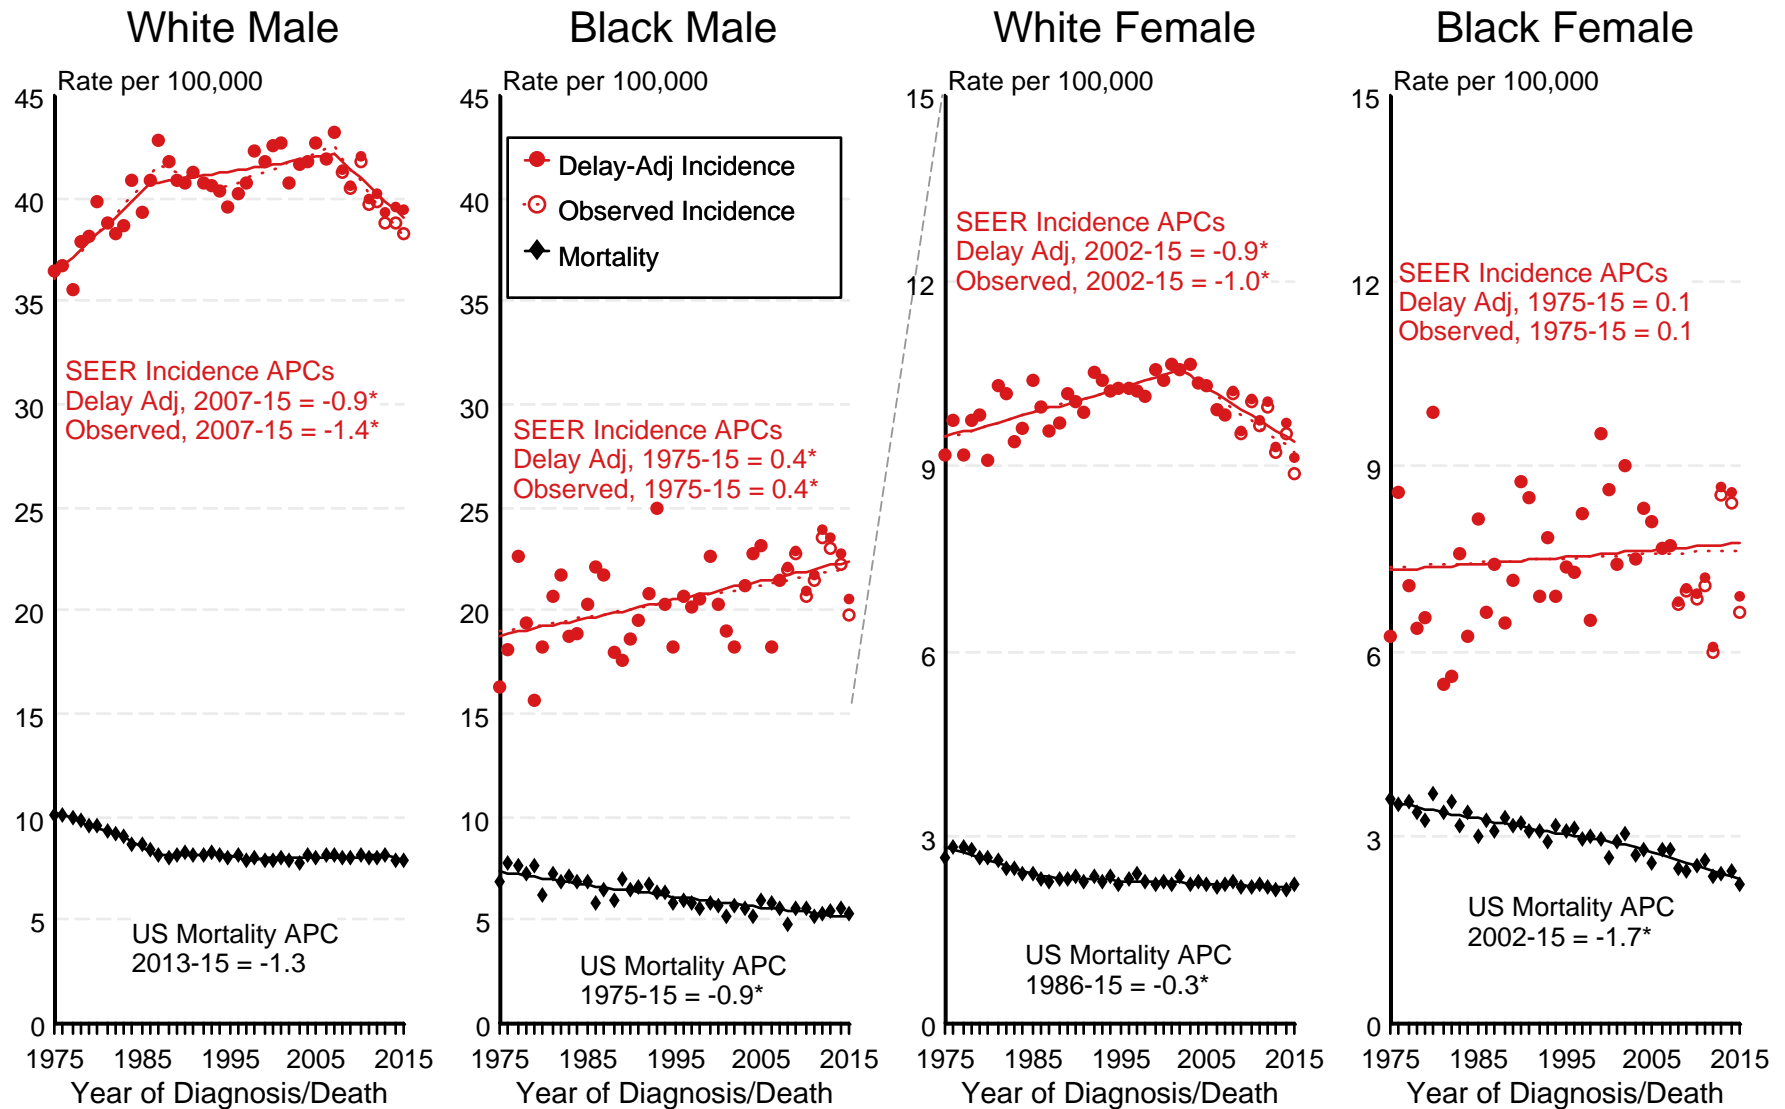 White Male
Rate per 100,000
45
40
35
30
25
20
15
10
5
0
SEER Incidence APCs
Delay Adj, 2007-15 = -0.9*
Observed, 2007-15 = -1.4*
US Mortality APC
2013-15 = -1.3
1975 1985 1995 2005 2015
Year of Diagnosis/Death
Black Male
Rate per 100,000
45
40
35
30
25
20
15
10
5
0
Delay-Adj Incidence
Observed Incidence
Mortality
SEER Incidence APCs
Delay Adj, 1975-15 = 0.4*
Observed, 1975-15 = 0.4*
US Mortality APC
1975-15 = -0.9*
1975 1985 1995 2005 2015
Year of Diagnosis/Death
White Female
Rate per 100,000
15
12
9
6
3
0
SEER Incidence APCs
Delay Adj, 2002-15 = -0.9*
Observed, 2002-15 = -1.0*
US Mortality APC
1986-15 = -0.3*
1975 1985 1995 2005 2015
Year of Diagnosis/Death
Black Female
Rate per 100,000
15
12
9
6
3
0
SEER Incidence APCs
Delay Adj, 1975-15 = 0.1
Observed, 1975-15 = 0.1
US Mortality APC
2002-15 = -1.7*
1975 1985 1995 2005 2015
Year of Diagnosis/Death